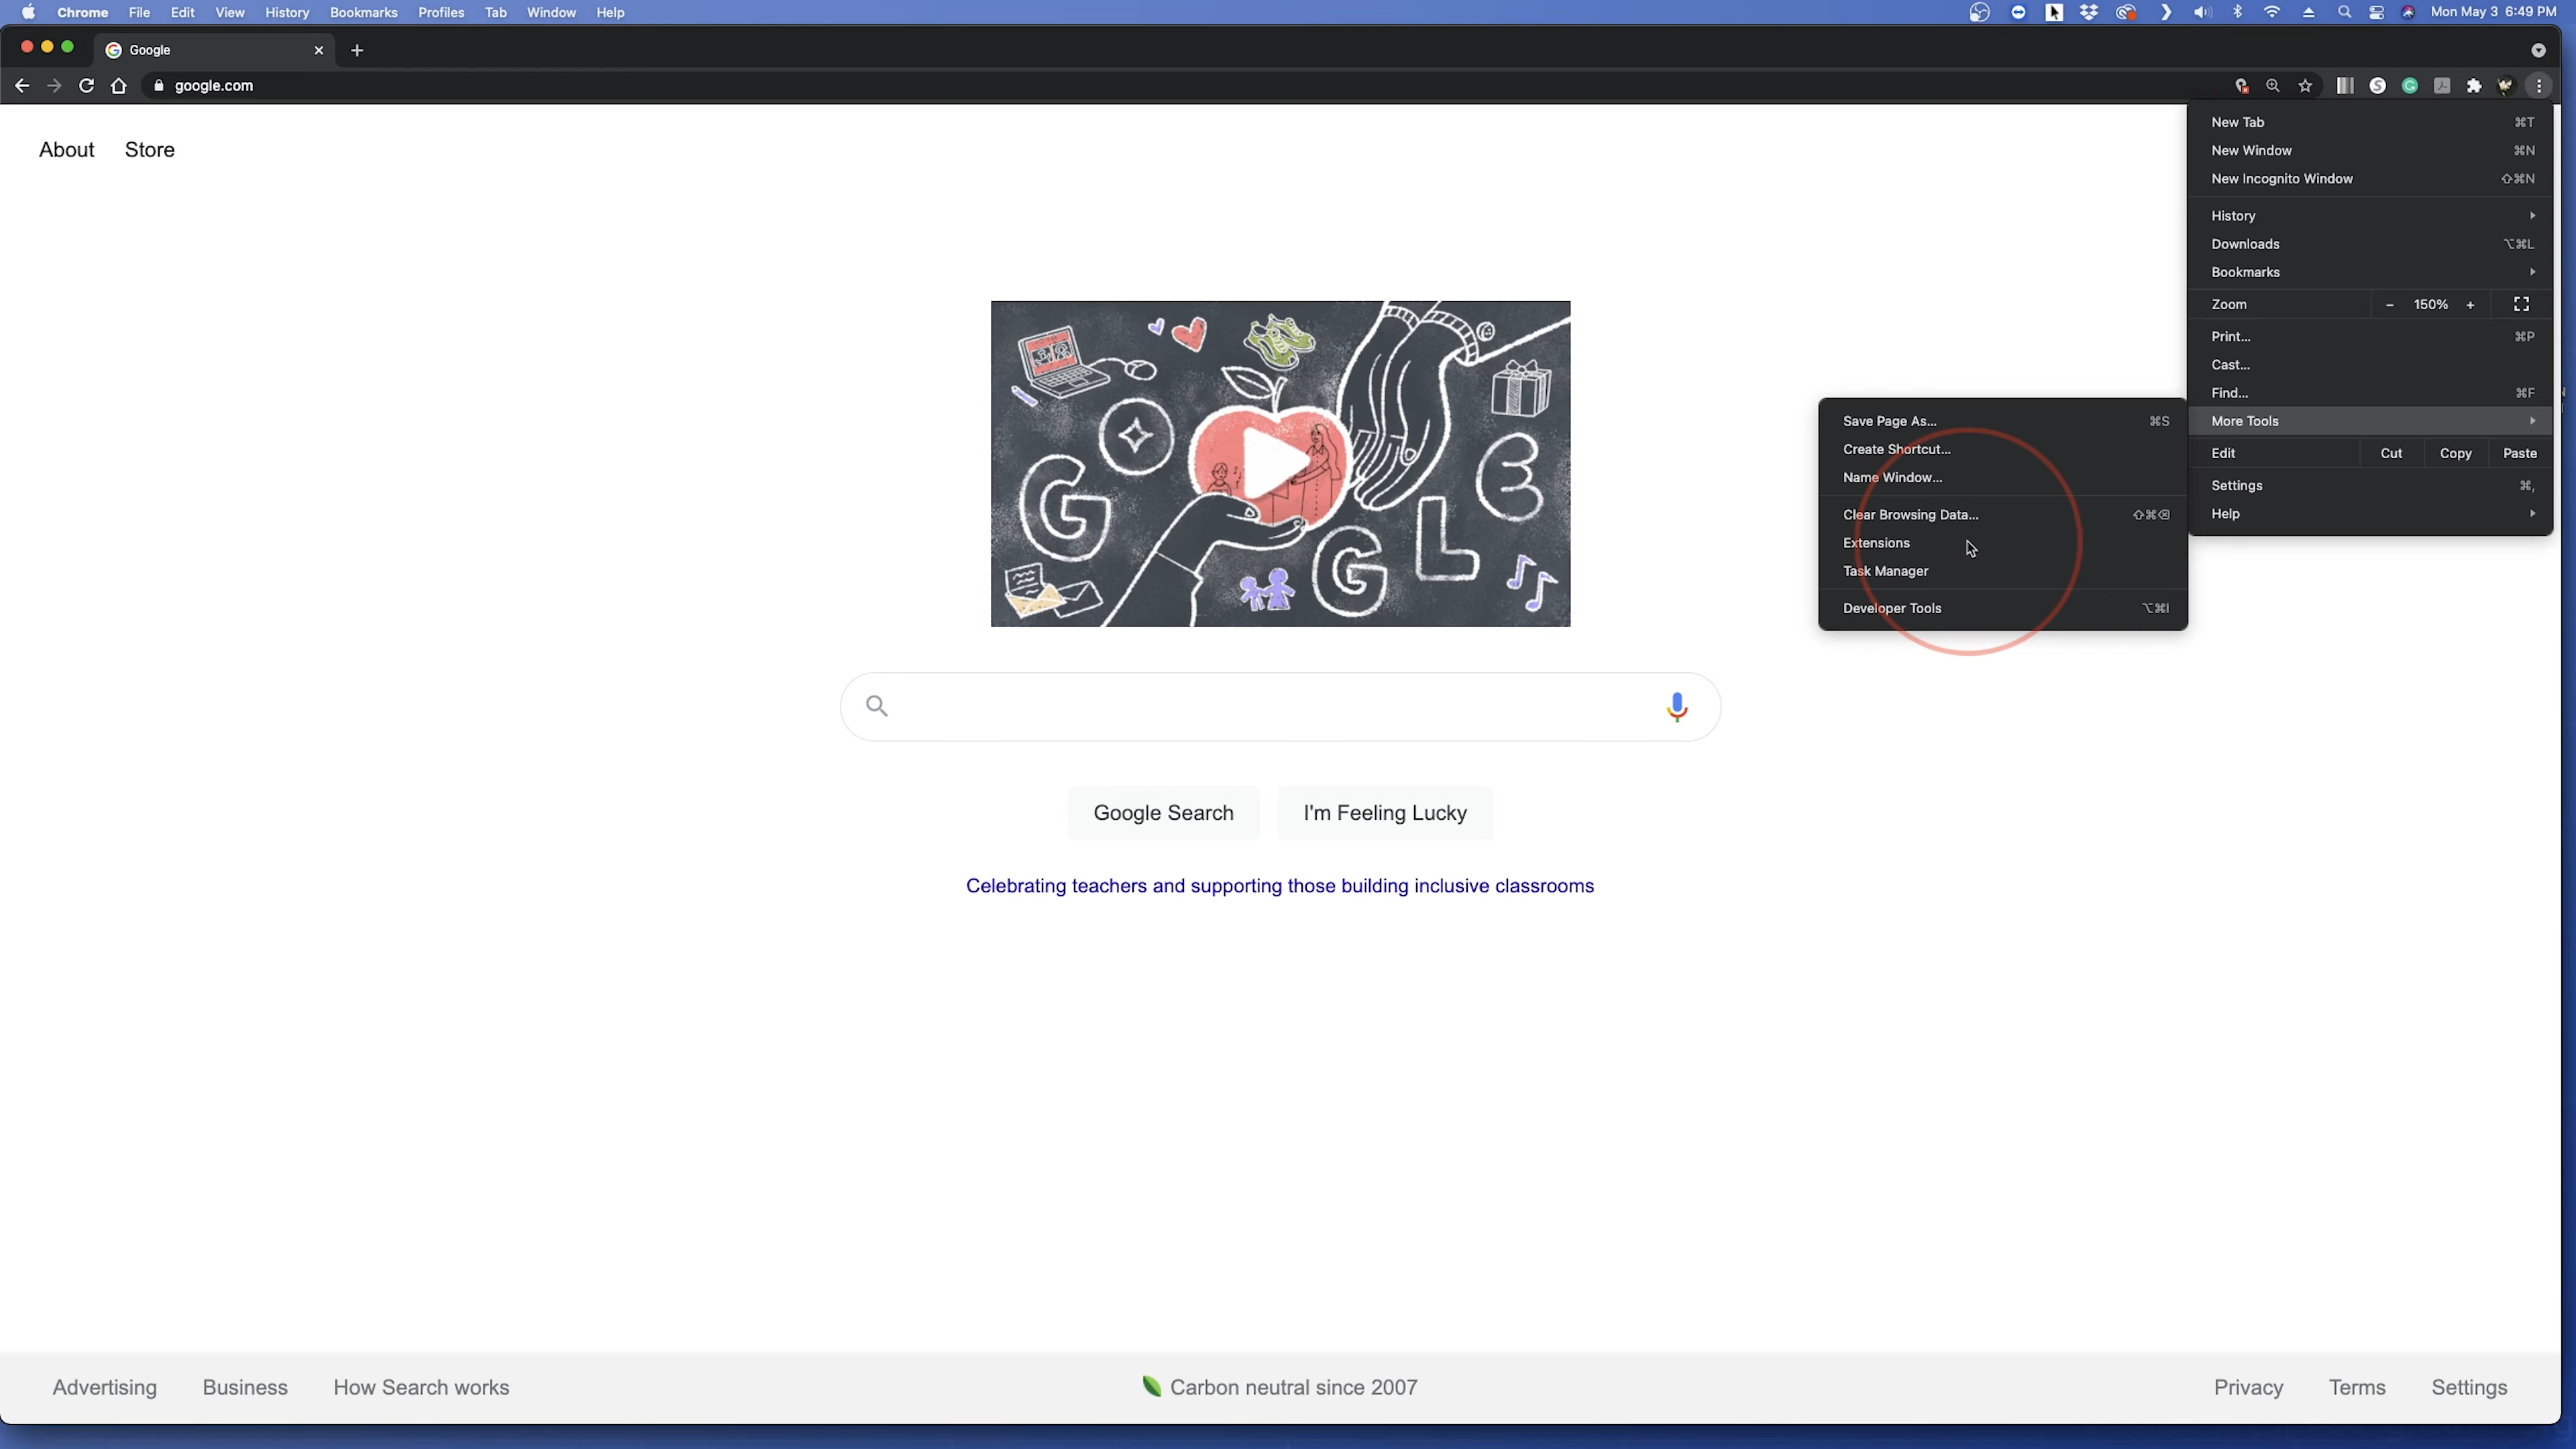 Chrome File Edit View History Bookmarks Profiles Tab Window Help Mon May 3 6:49 PM
Google
google.com
About Store
New Tab ⌘T
New Window ⌘N
New Incognito Window ⇧⌘N
History
Downloads ⌥⌘L
Bookmarks
Zoom - 150% +
Print... ⌘P
Cast...
Find... ⌘F
More Tools
Edit Cut Copy Paste
Settings ⌘,
Help
Save Page As... ⌘S
Create Shortcut...
Name Window...
Clear Browsing Data... ⇧⌘⌫
Extensions
Task Manager
Developer Tools ⌥⌘I
G G L E
Google Search I'm Feeling Lucky
Celebrating teachers and supporting those building inclusive classrooms
Advertising Business How Search works Carbon neutral since 2007 Privacy Terms Settings